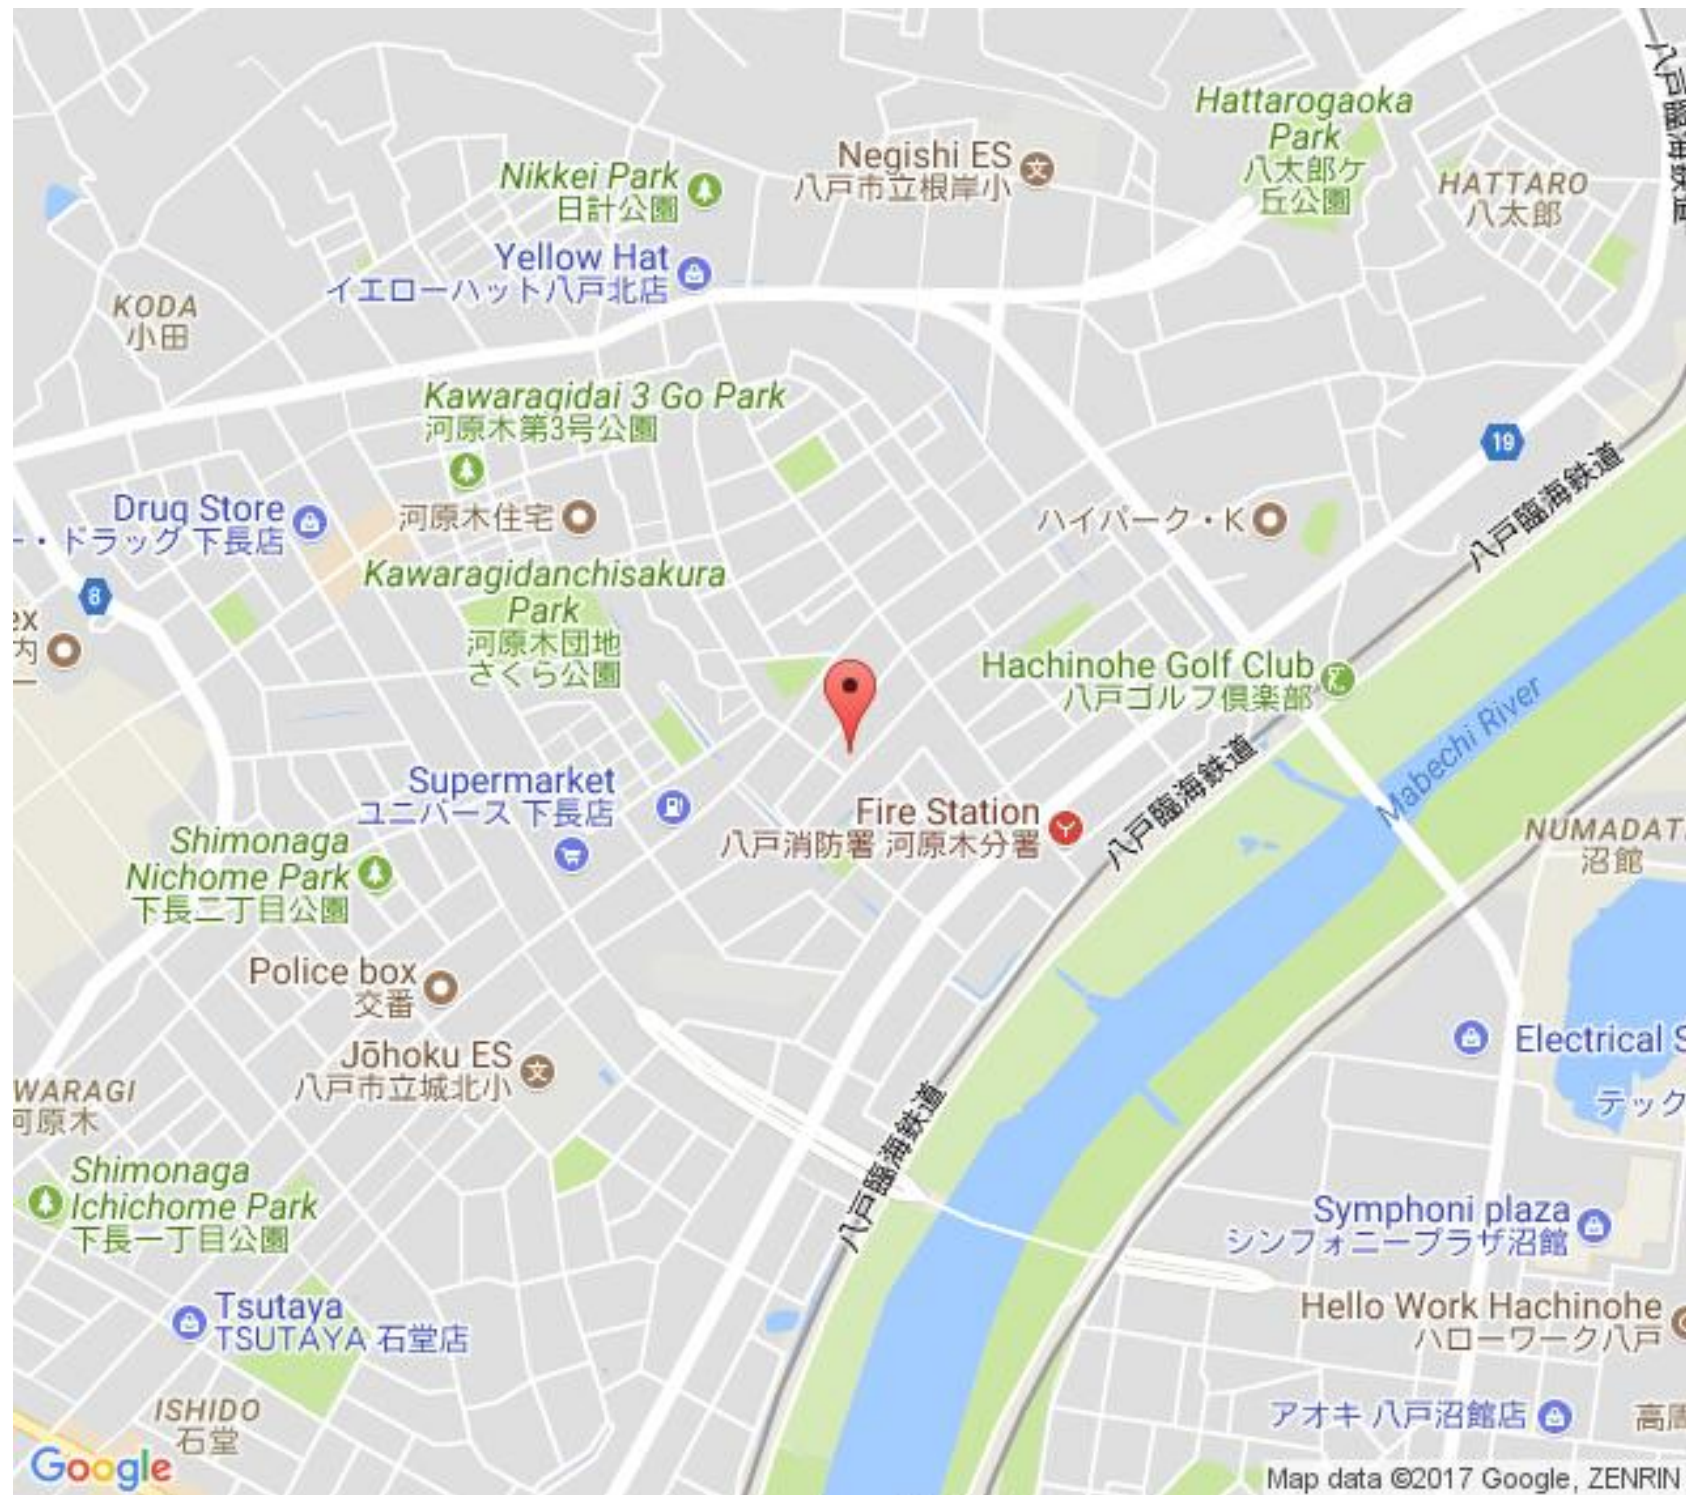 八戸臨海鉄道
Hattarogaoka
Park
八太郎ケ
丘公園
Negishi ES
八戸市立根岸小
Nikkei Park
日計公園
HATTARO
八太郎
Yellow Hat
イエローハット八戸北店
KODA
小田
Kawaragidai 3 Go Park
河原木第3号公園
19
八戸臨海鉄道
Drug Store
・ドラッグ 下長店
河原木住宅
ハイパーク・K
Kawaragidanchisakura
Park
河原木団地
さくら公園
8
ex
内
Hachinohe Golf Club
八戸ゴルフ倶楽部
Mabechi River
八戸臨海鉄道
Supermarket
ユニバース 下長店
Fire Station
八戸消防署 河原木分署
NUMADAT
沼館
Shimonaga
Nichome Park
下長二丁目公園
Police box
交番
Electrical S
テック
Jōhoku ES
八戸市立城北小
WARAGI
河原木
八戸臨海鉄道
Shimonaga
Ichichome Park
下長一丁目公園
Symphoni plaza
シンフォニープラザ沼館
Tsutaya
TSUTAYA 石堂店
Hello Work Hachinohe
ハローワーク八戸
ISHIDO
石堂
アオキ 八戸沼館店
高
Google
Map data ©2017 Google, ZENRIN